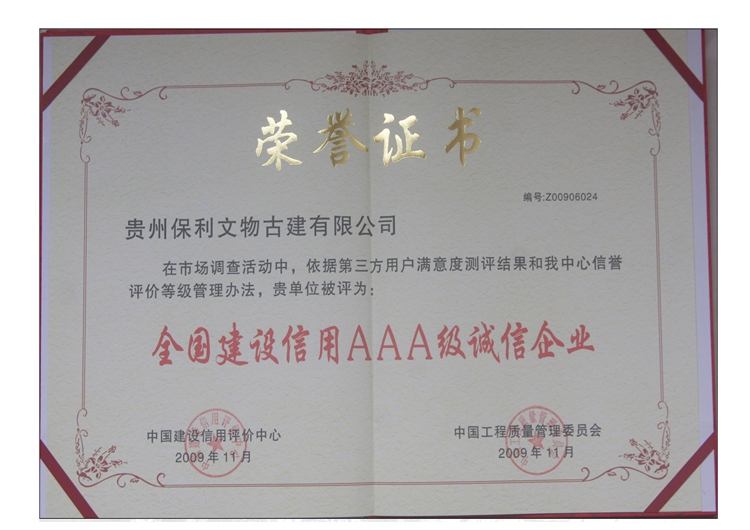 荣誉证书
编号:Z00906024
贵州保利文物古建有限公司
在市场调查活动中，依据第三方用户满意度测评结果和我中心信誉
评价等级管理办法，贵单位被评为：
全国建设信用AAA级诚信企业
中国建设信用评价中心
2009年11月
中国工程质量管理委员会
2009年11月